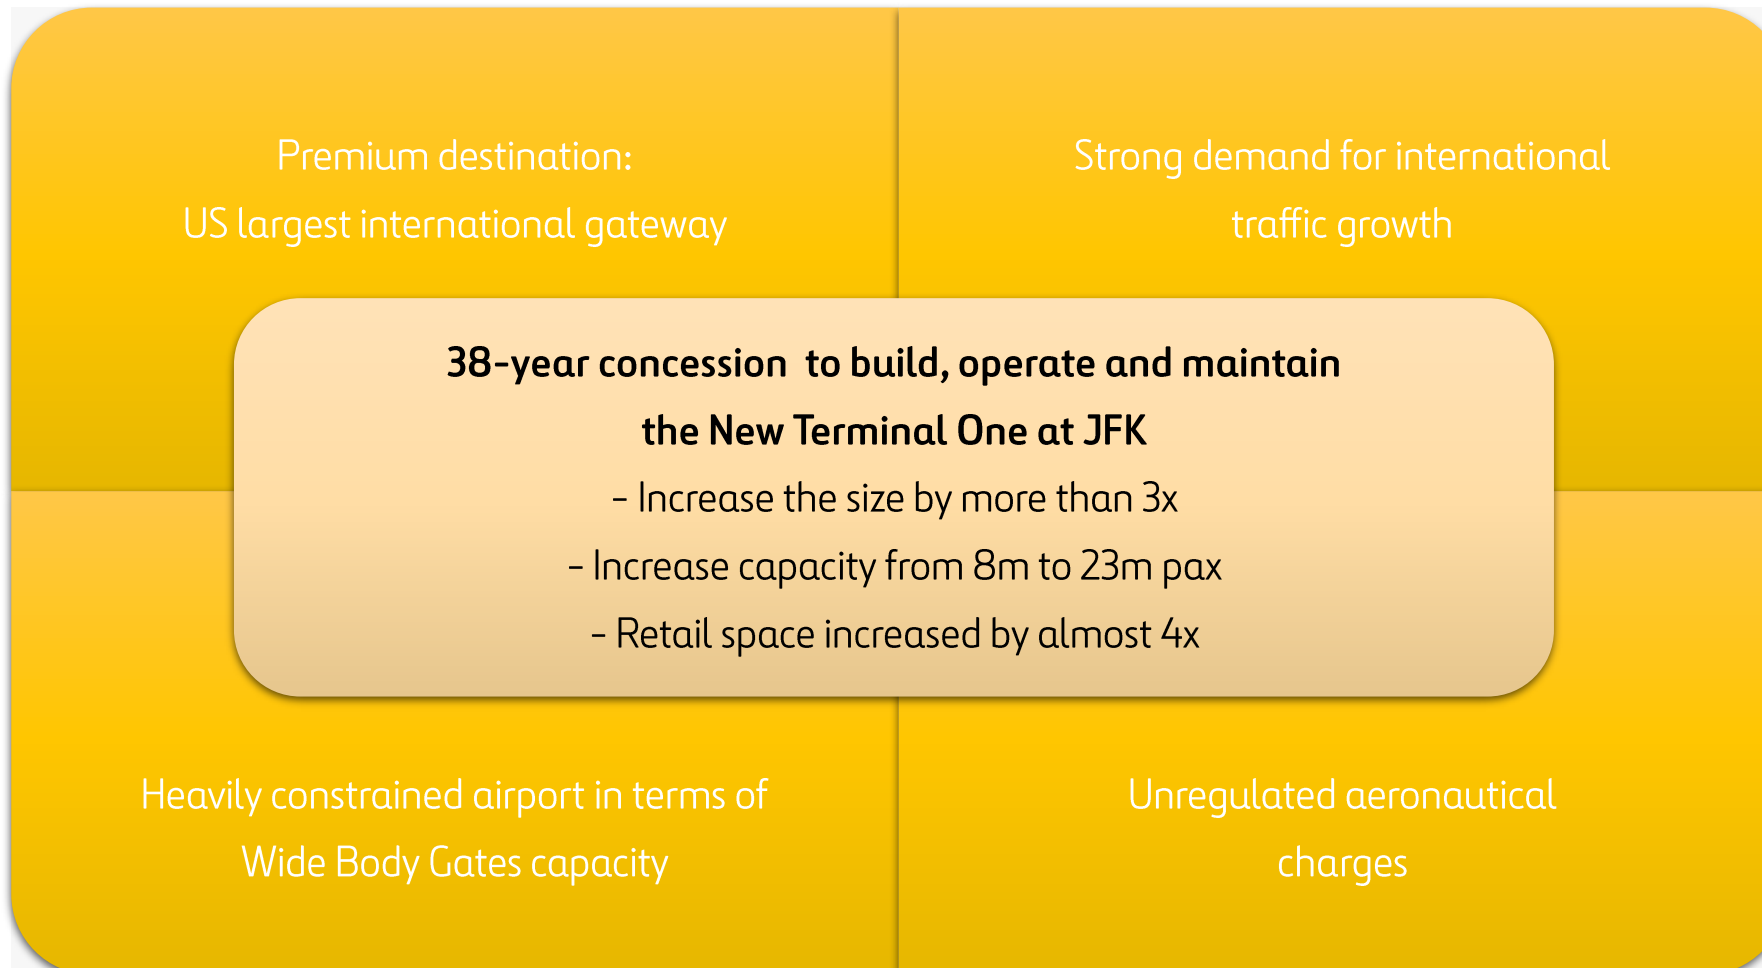 Premium destination:
US largest international gateway
Strong demand for international
traffic growth
38-year concession  to build, operate and maintain
the New Terminal One at JFK
- Increase the size by more than 3x
- Increase capacity from 8m to 23m pax
- Retail space increased by almost 4x
Heavily constrained airport in terms of
Wide Body Gates capacity
Unregulated aeronautical
charges